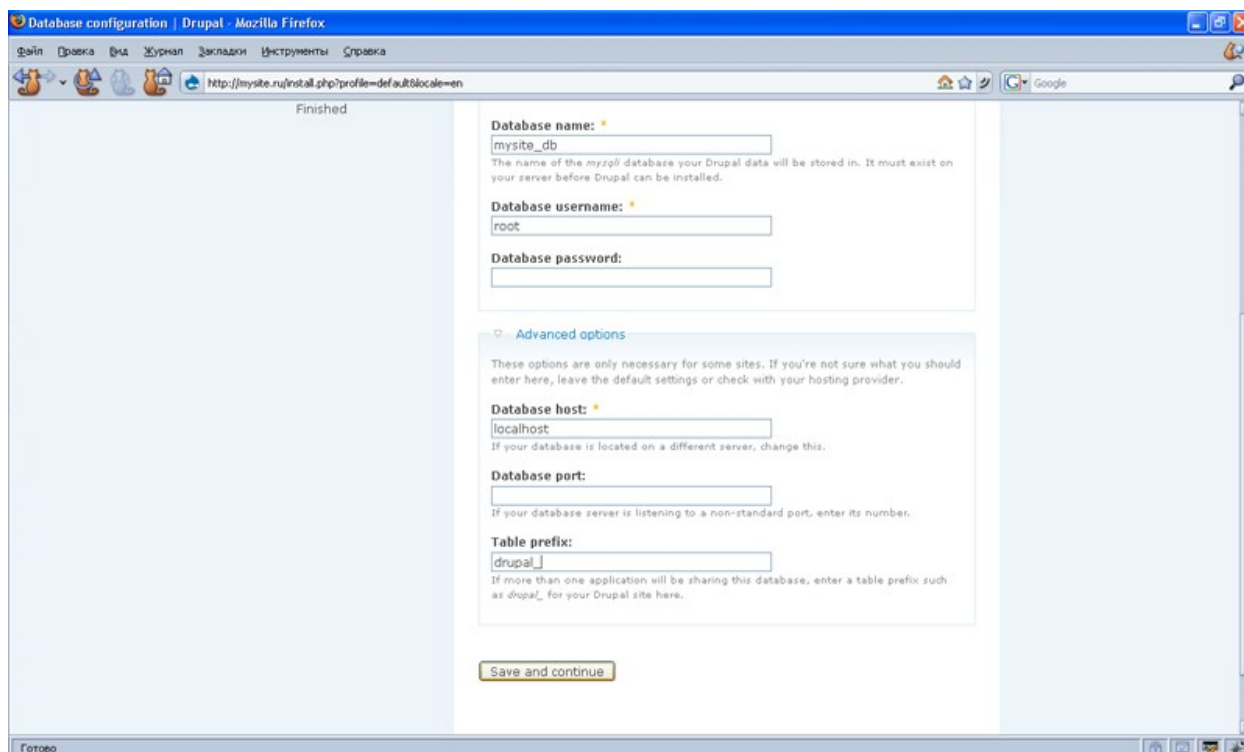 Database configuration | Drupal - Mozilla Firefox
Файл Правка Вид Журнал Закладки Инструменты Справка
http://mysite.ru/install.php?profile=default&locale=en
Google
Finished
Database name: *
mysite_db
The name of the mysqli database your Drupal data will be stored in. It must exist on
your server before Drupal can be installed.
Database username: *
root
Database password:
Advanced options
These options are only necessary for some sites. If you're not sure what you should
enter here, leave the default settings or check with your hosting provider.
Database host: *
localhost
If your database is located on a different server, change this.
Database port:
If your database server is listening to a non-standard port, enter its number.
Table prefix:
drupal_
If more than one application will be sharing this database, enter a table prefix such
as drupal_ for your Drupal site here.
Save and continue
Готово